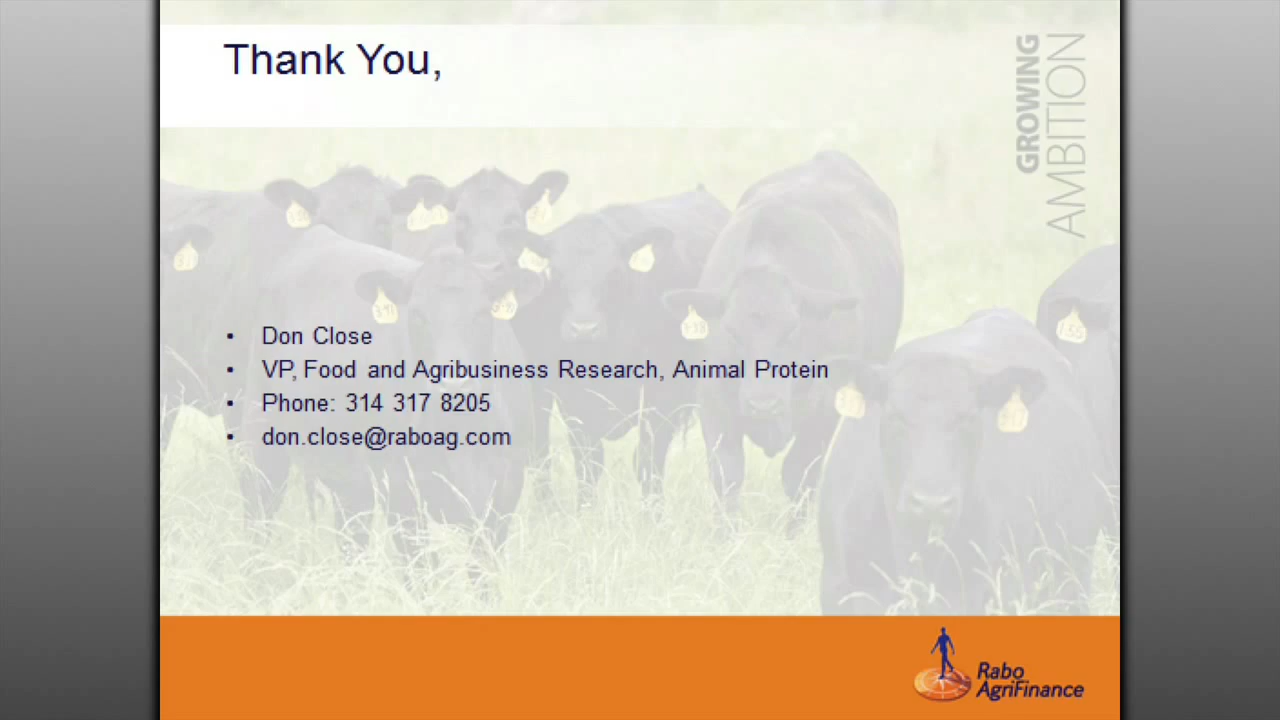 Thank You,
GROWING
AMBITION
• Don Close
• VP, Food and Agribusiness Research, Animal Protein
• Phone: 314 317 8205
• don.close@raboag.com
Rabo
AgriFinance